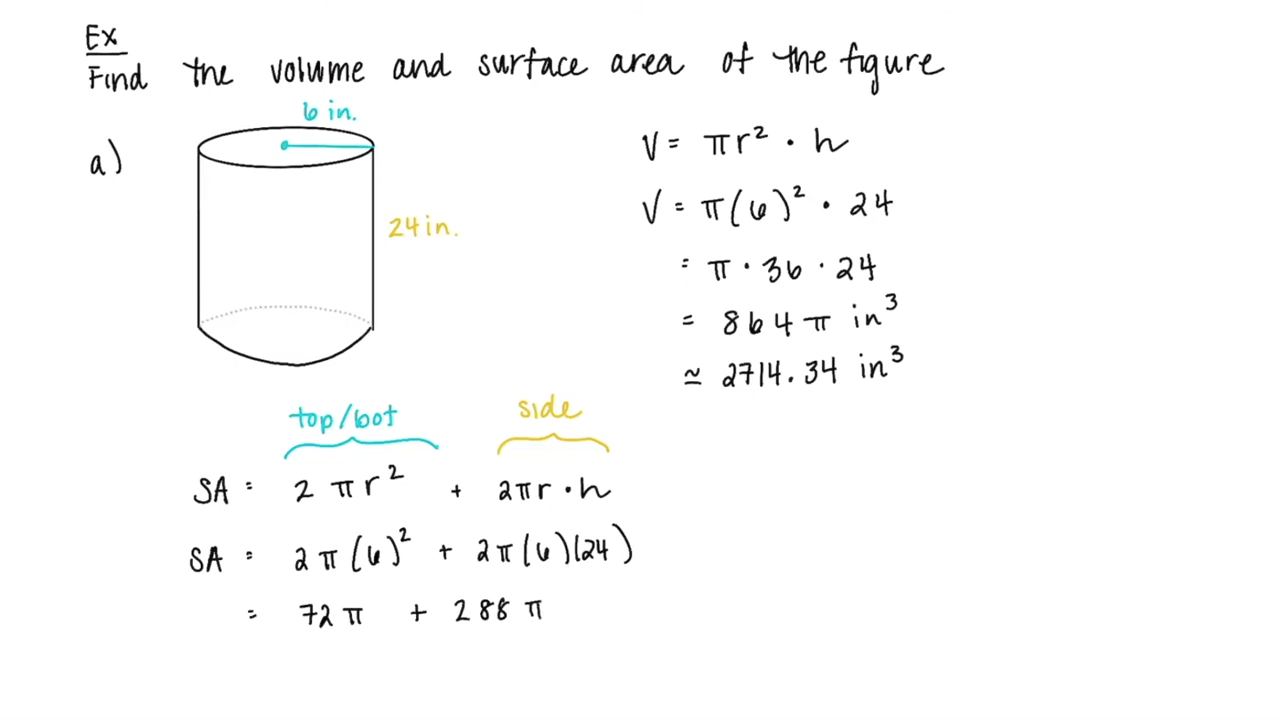 Ex
Find the volume and surface area of the figure
a)
6 in.
24 in.
V = πr² · h
V = π(6)² · 24
= π · 36 · 24
= 864π in³
≃ 2714.34 in³
top/bot side
SA = 2πr² + 2πr · h
SA = 2π(6)² + 2π(6)(24)
= 72π + 288π